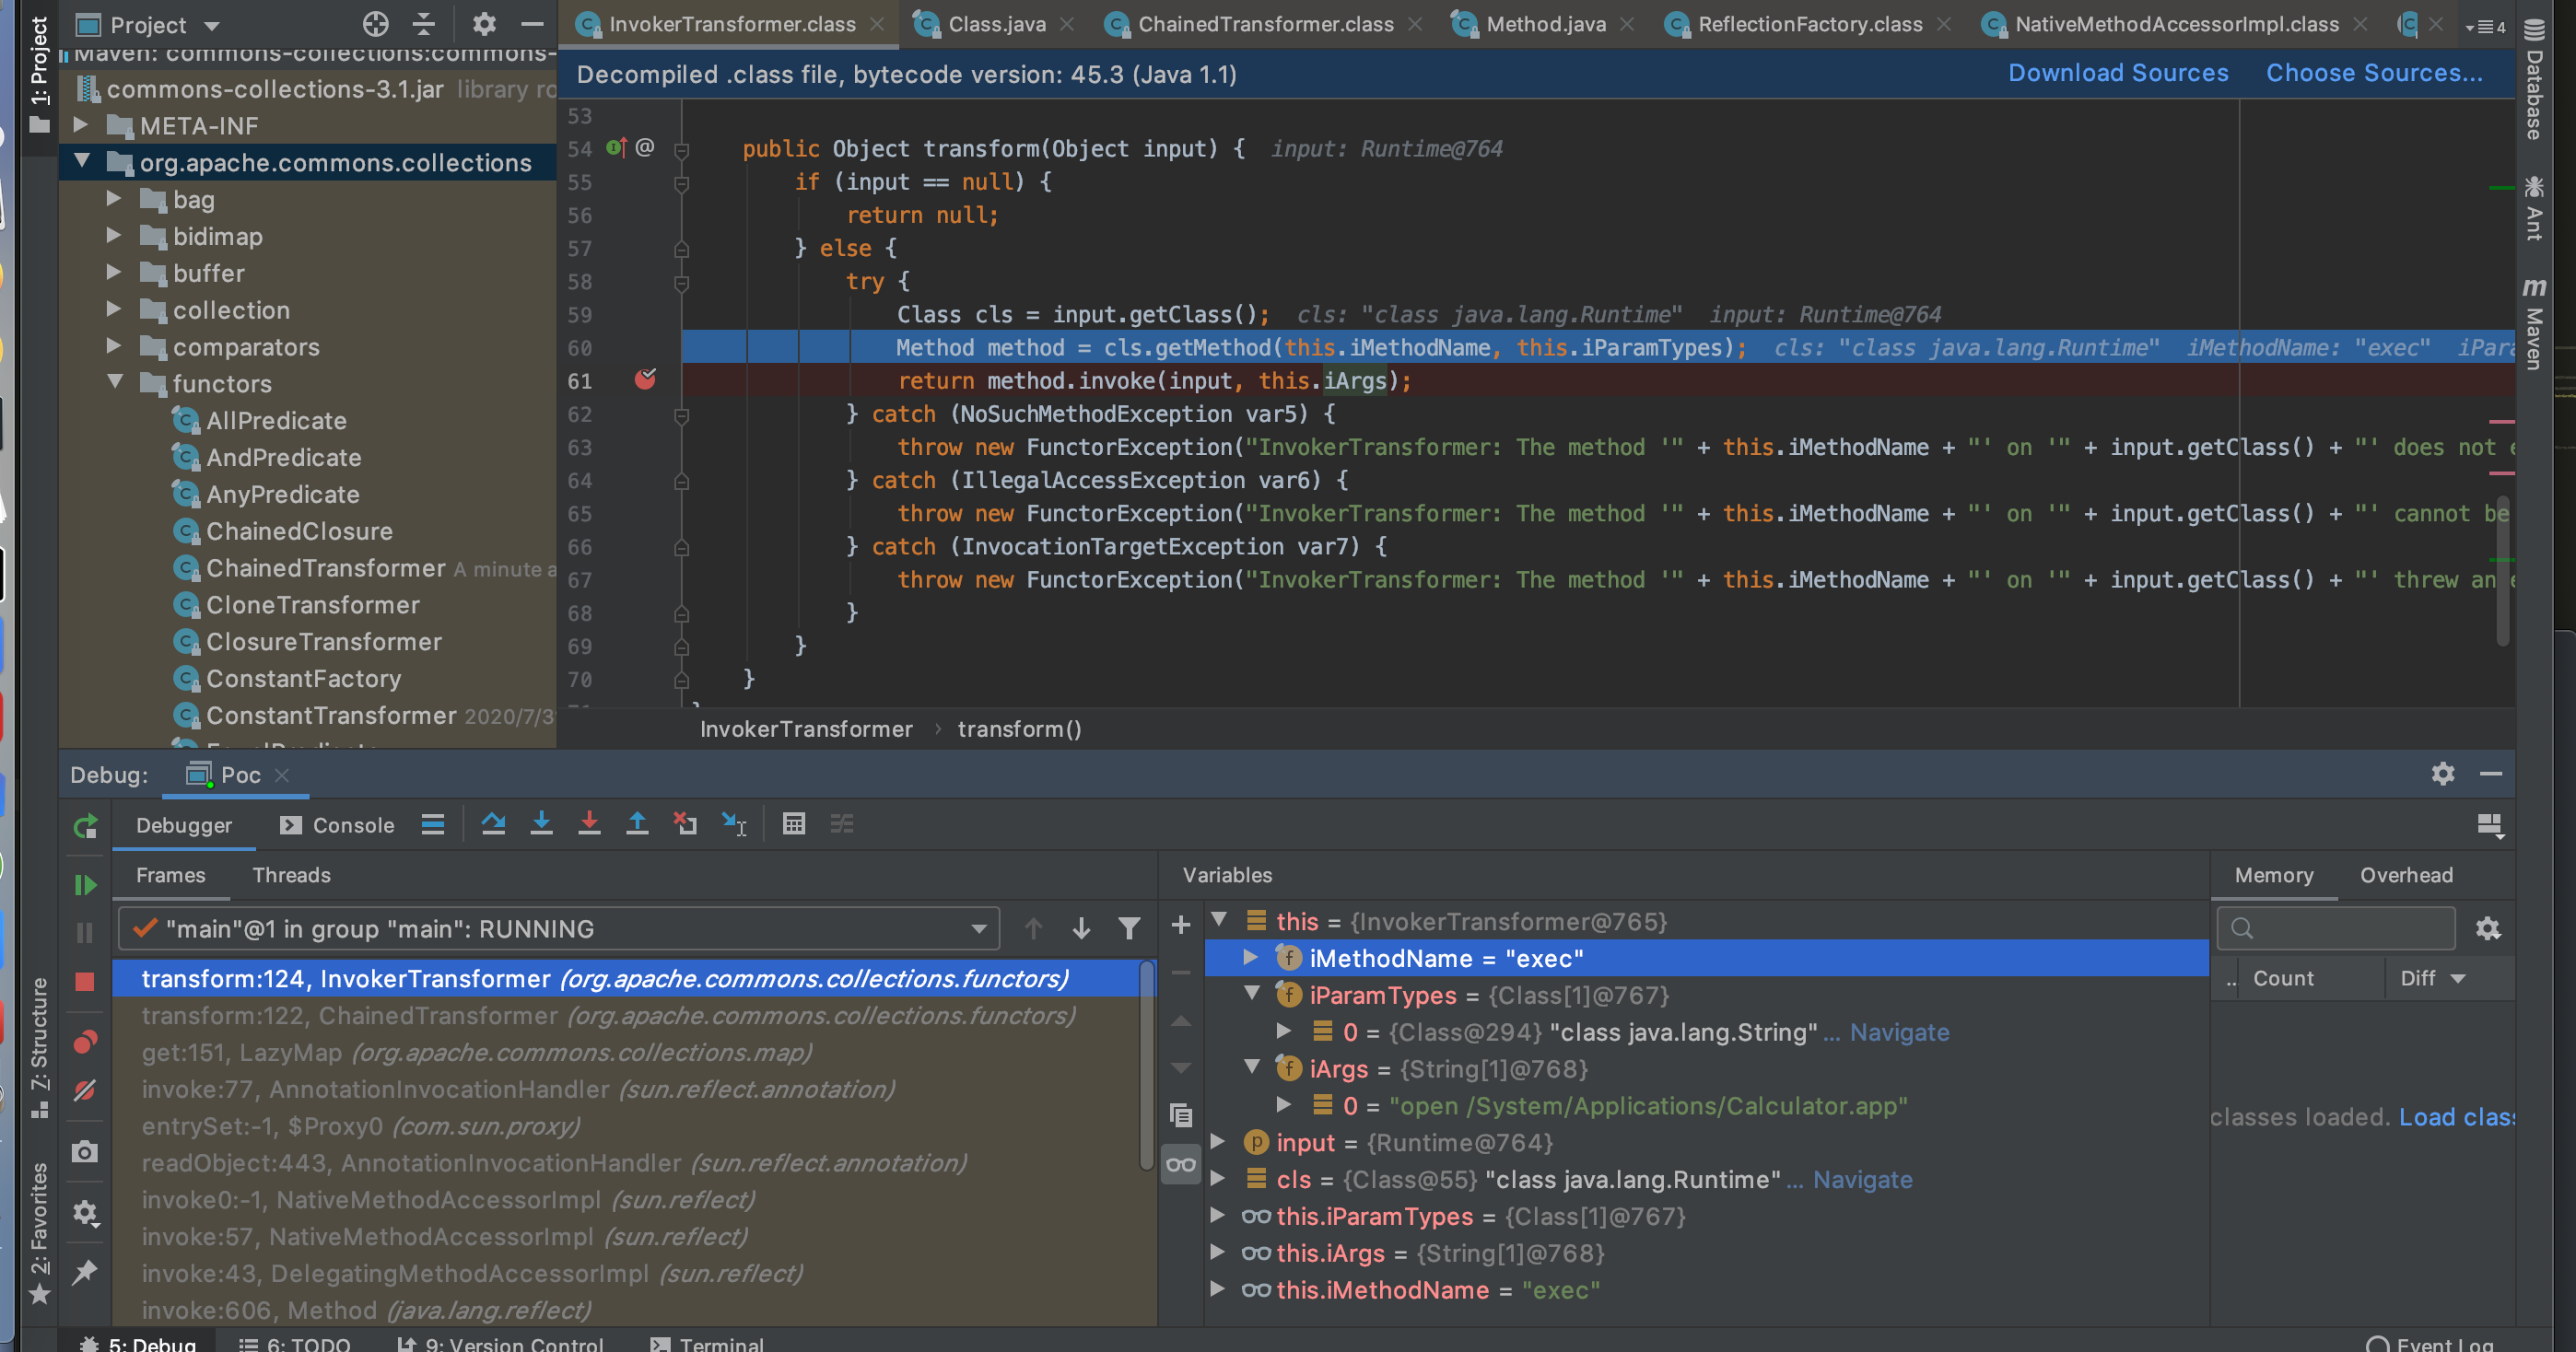 1: Project
Project
Maven: commons-collections:commons-
commons-collections-3.1.jar library ro
META-INF
org.apache.commons.collections
bag
bidimap
buffer
collection
comparators
functors
AllPredicate
AndPredicate
AnyPredicate
ChainedClosure
ChainedTransformer A minute a
CloneTransformer
ClosureTransformer
ConstantFactory
ConstantTransformer 2020/7/3
InvokerTransformer.class
Class.java
ChainedTransformer.class
Method.java
ReflectionFactory.class
NativeMethodAccessorImpl.class
4
Decompiled .class file, bytecode version: 45.3 (Java 1.1)
Download Sources
Choose Sources...
53
54 @ public Object transform(Object input) { input: Runtime@764
55 if (input == null) {
56 return null;
57 } else {
58 try {
59 Class cls = input.getClass(); cls: "class java.lang.Runtime" input: Runtime@764
60 Method method = cls.getMethod(this.iMethodName, this.iParamTypes); cls: "class java.lang.Runtime" iMethodName: "exec" iPara
61 return method.invoke(input, this.iArgs);
62 } catch (NoSuchMethodException var5) {
63 throw new FunctorException("InvokerTransformer: The method '" + this.iMethodName + "' on '" + input.getClass() + "' does not e
64 } catch (IllegalAccessException var6) {
65 throw new FunctorException("InvokerTransformer: The method '" + this.iMethodName + "' on '" + input.getClass() + "' cannot be
66 } catch (InvocationTargetException var7) {
67 throw new FunctorException("InvokerTransformer: The method '" + this.iMethodName + "' on '" + input.getClass() + "' threw an e
68 }
69 }
70 }
InvokerTransformer › transform()
Database
Ant
m Maven
Debug: Poc
Debugger
Console
Frames
Threads
"main"@1 in group "main": RUNNING
transform:124, InvokerTransformer (org.apache.commons.collections.functors)
transform:122, ChainedTransformer (org.apache.commons.collections.functors)
get:151, LazyMap (org.apache.commons.collections.map)
invoke:77, AnnotationInvocationHandler (sun.reflect.annotation)
entrySet:-1, $Proxy0 (com.sun.proxy)
readObject:443, AnnotationInvocationHandler (sun.reflect.annotation)
invoke0:-1, NativeMethodAccessorImpl (sun.reflect)
invoke:57, NativeMethodAccessorImpl (sun.reflect)
invoke:43, DelegatingMethodAccessorImpl (sun.reflect)
invoke:606, Method (java.lang.reflect)
Variables
this = {InvokerTransformer@765}
iMethodName = "exec"
iParamTypes = {Class[1]@767}
0 = {Class@294} "class java.lang.String" ... Navigate
iArgs = {String[1]@768}
0 = "open /System/Applications/Calculator.app"
input = {Runtime@764}
cls = {Class@55} "class java.lang.Runtime" ... Navigate
this.iParamTypes = {Class[1]@767}
this.iArgs = {String[1]@768}
this.iMethodName = "exec"
Memory
Overhead
.. Count
Diff
classes loaded. Load clas
7: Structure
2: Favorites
5: Debug
6: TODO
9: Version Control
Terminal
Event Log